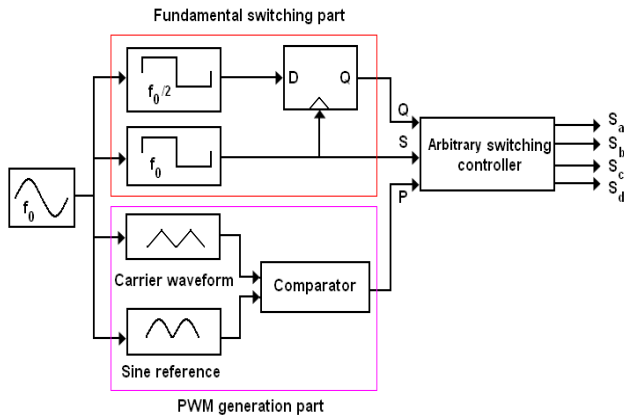 Fundamental switching part
f0/2
D Q
f0
f0
Q
S
P
Arbitrary switching
controller
Sa
Sb
Sc
Sd
Carrier waveform
Comparator
Sine reference
PWM generation part